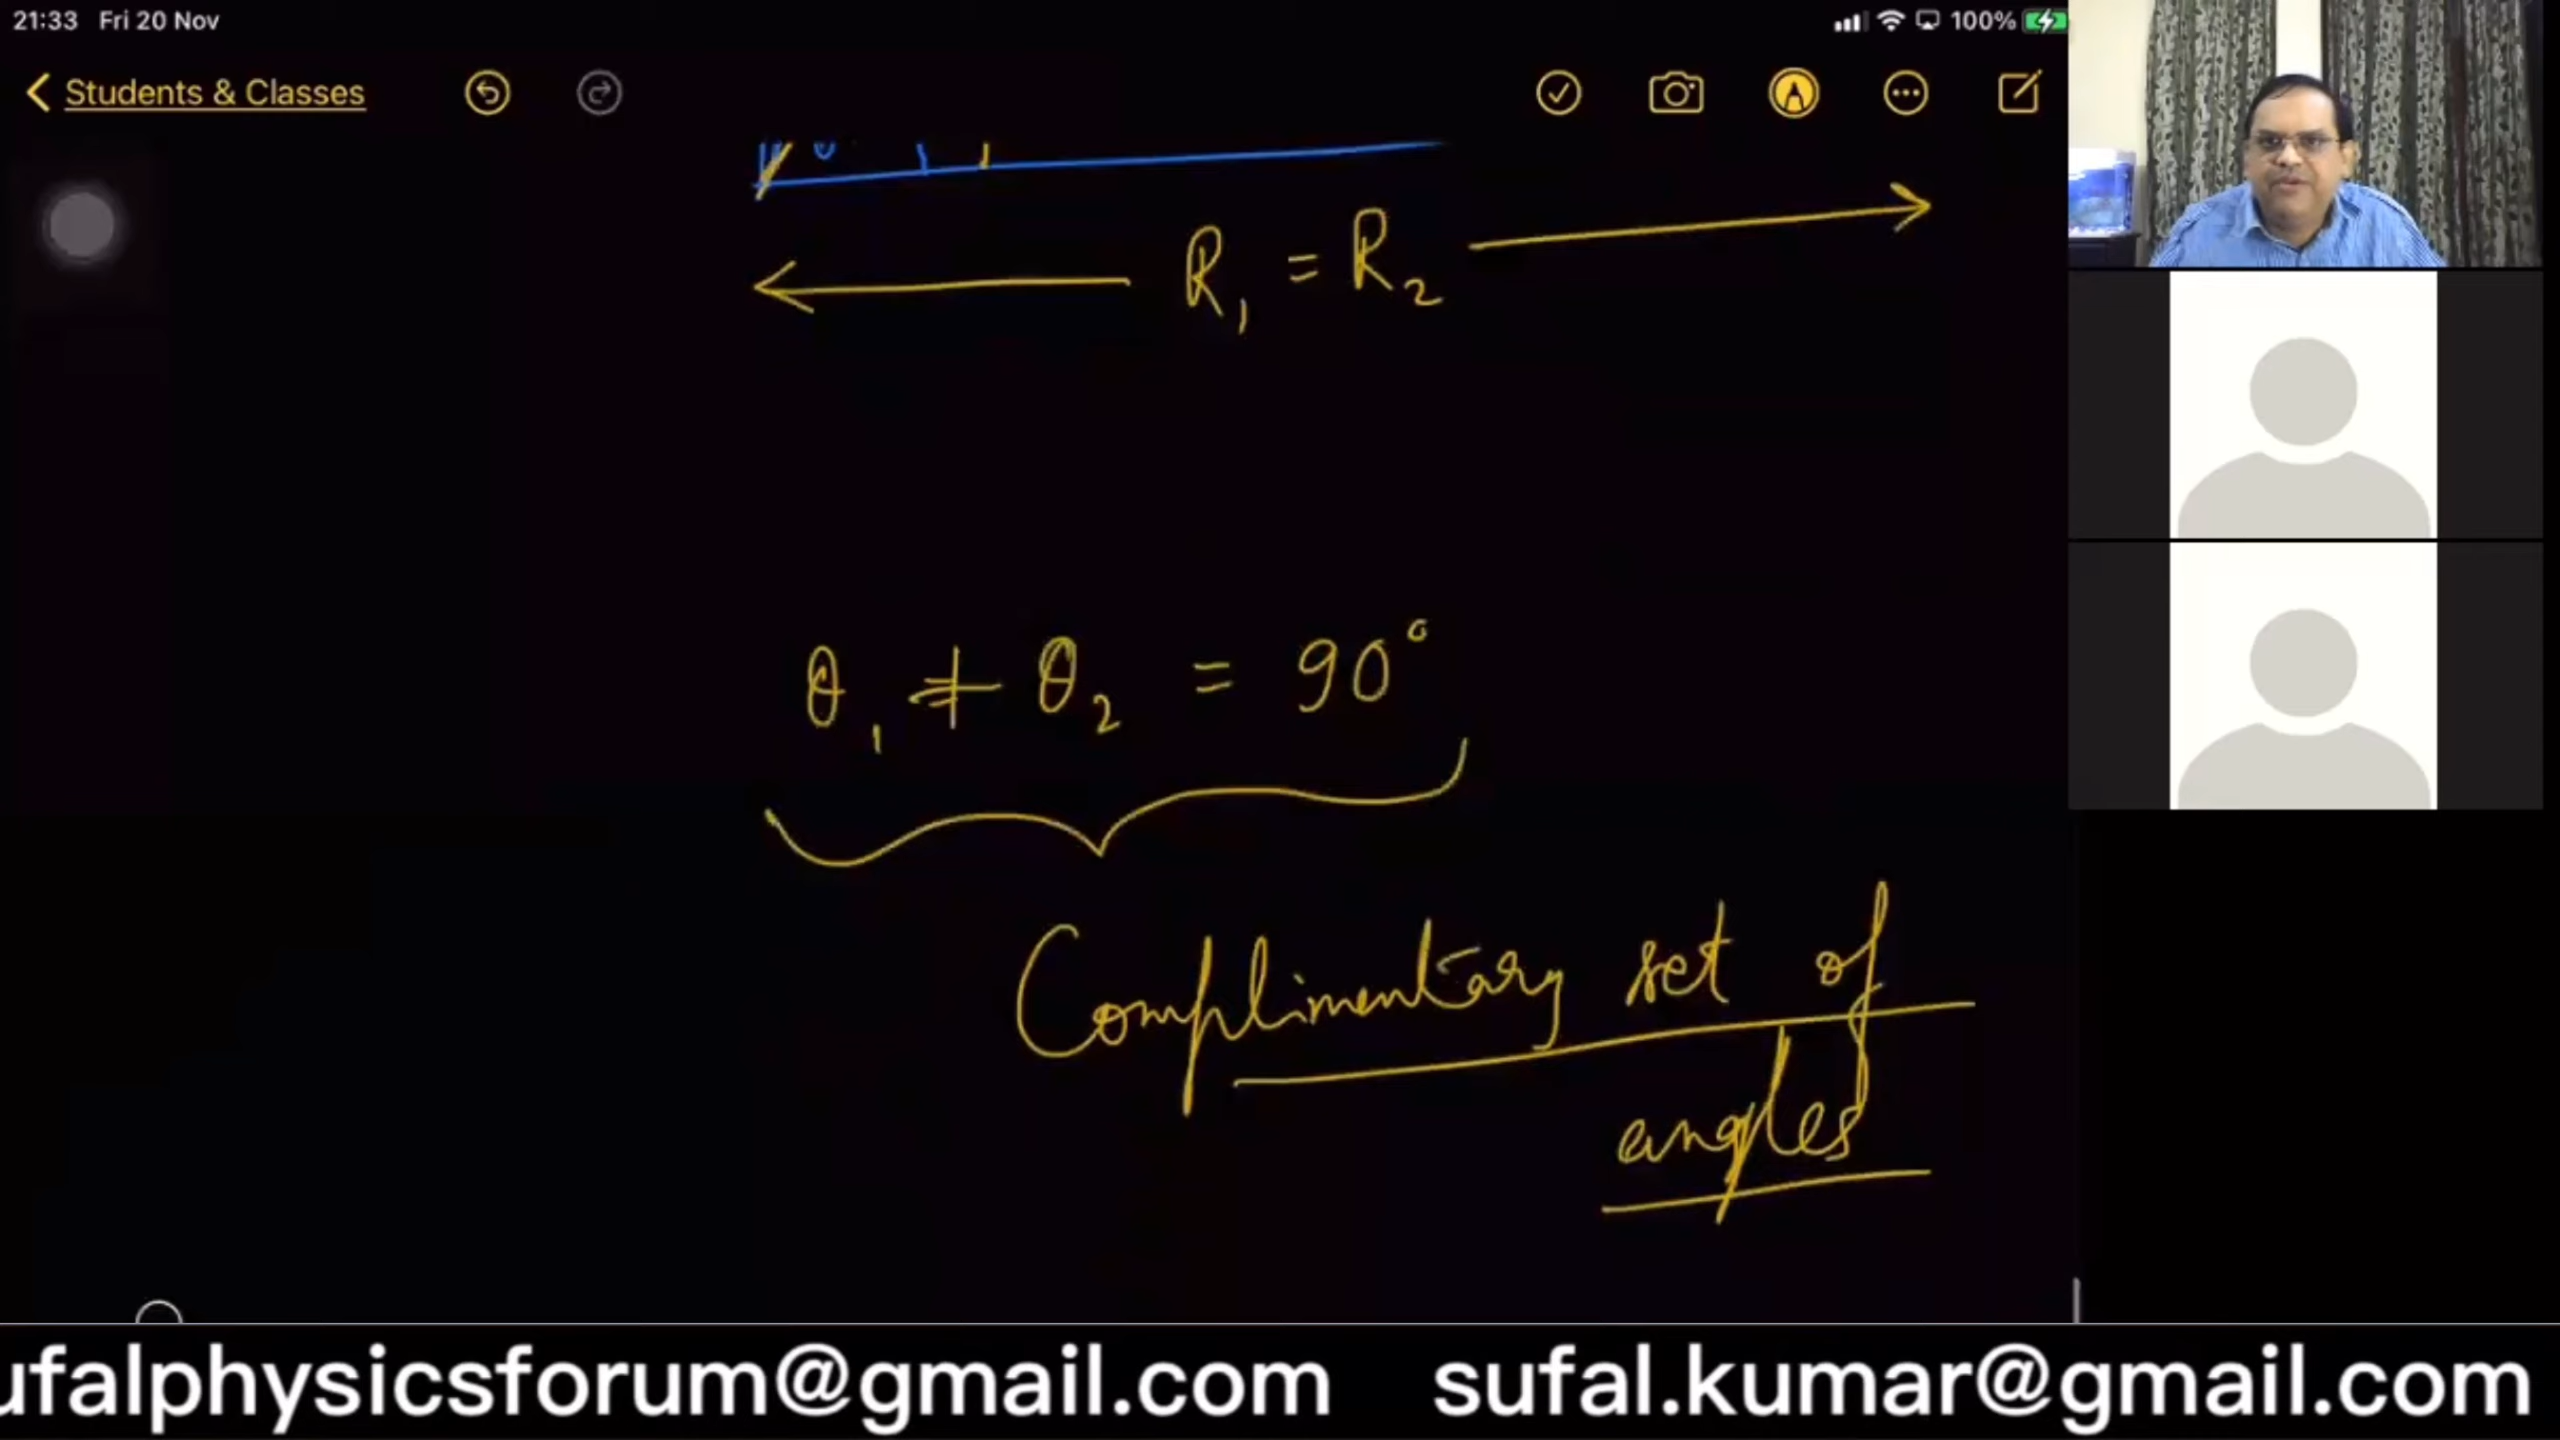 21:33 Fri 20 Nov
100%
Students & Classes
R₁ = R₂
θ₁ + θ₂ = 90°
Complimentary set of
angles
ufalphysicsforum@gmail.com sufal.kumar@gmail.com